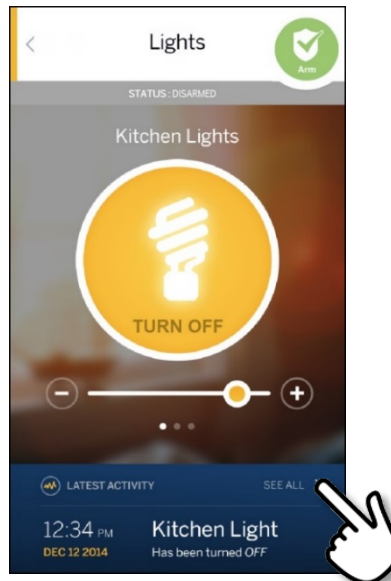 Lights
Arm
STATUS: DISARMED
Kitchen Lights
TURN OFF
LATEST ACTIVITY SEE ALL
12:34 PM Kitchen Light
DEC 12 2014 Has been turned OFF